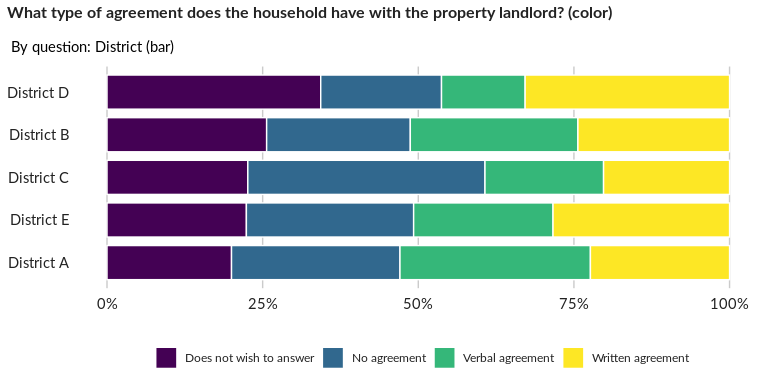 What type of agreement does the household have with the property landlord? (color)
By question: District (bar)
District D
District B
District C
District E
District A
0% 25% 50% 75% 100%
Does not wish to answer No agreement Verbal agreement Written agreement